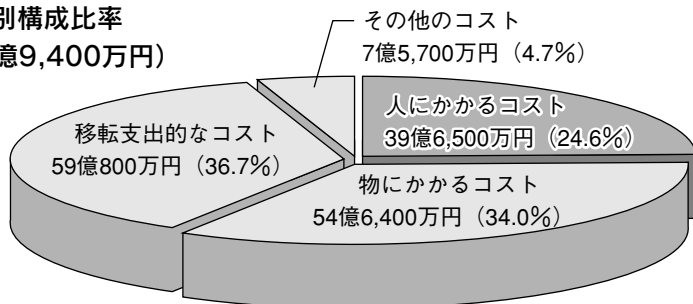 別構成比率
億9,400万円）
その他のコスト
7億5,700万円（4.7%）
人にかかるコスト
39億6,500万円（24.6%）
移転支出的なコスト
59億800万円（36.7%）
物にかかるコスト
54億6,400万円（34.0%）